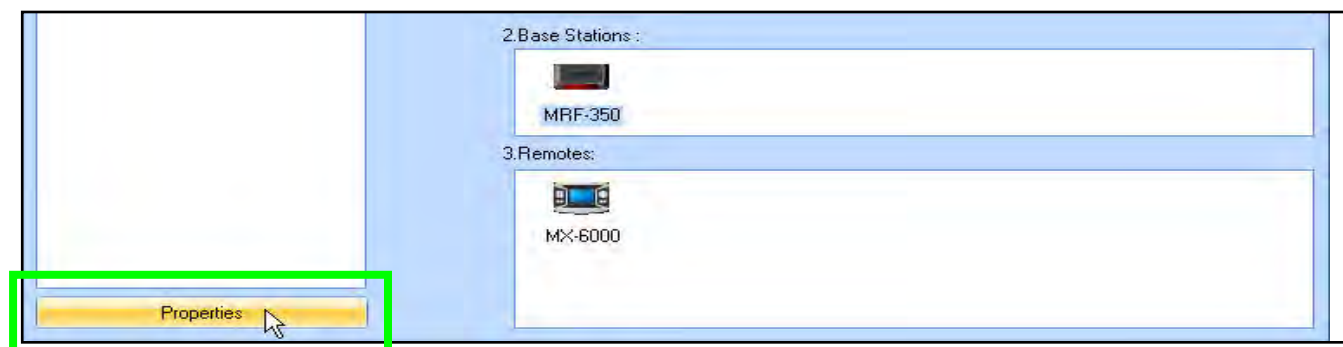 2.Base Stations :
MRF-350
3.Remotes:
MX-6000
Properties